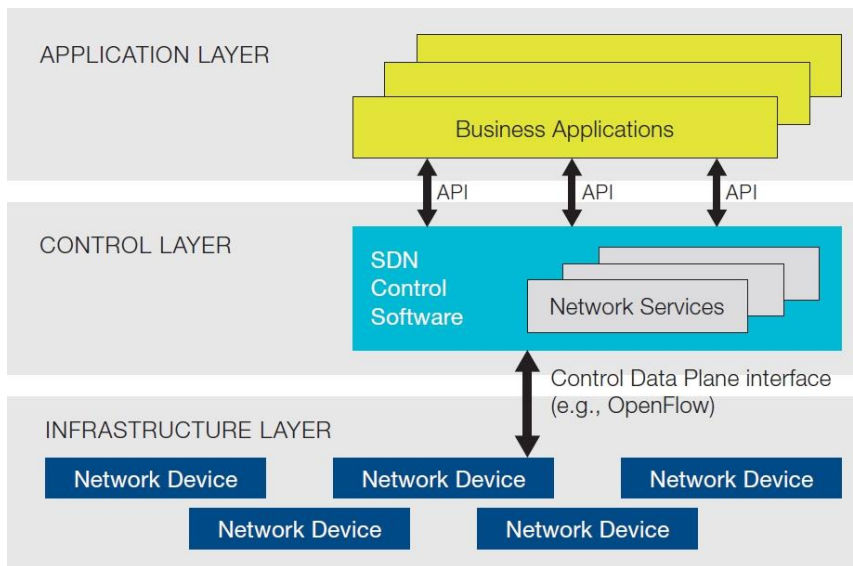 APPLICATION LAYER
Business Applications
API
API
API
CONTROL LAYER
SDN
Control
Software
Network Services
Control Data Plane interface
(e.g., OpenFlow)
INFRASTRUCTURE LAYER
Network Device
Network Device
Network Device
Network Device
Network Device